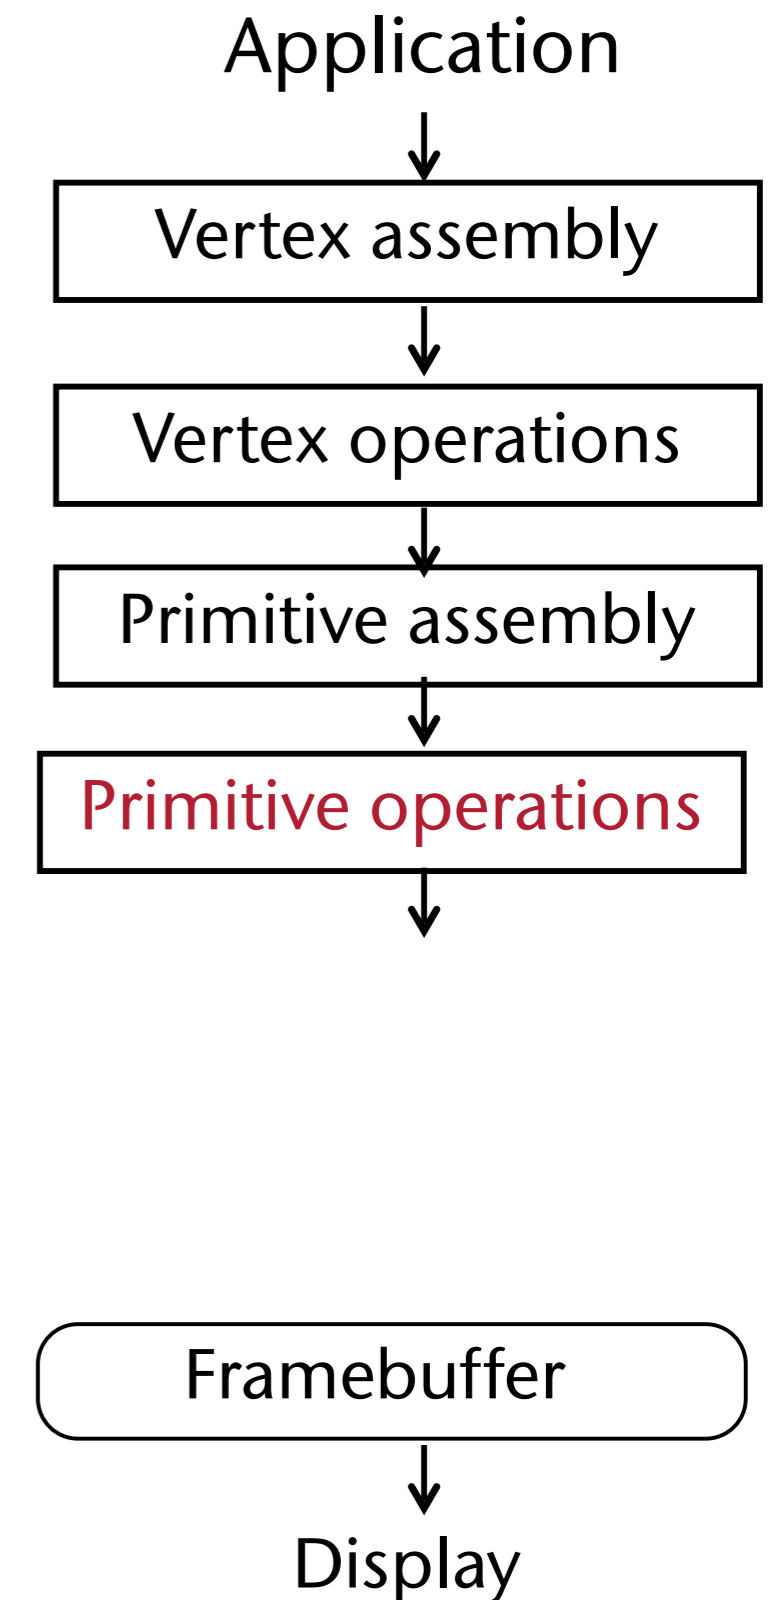 Application
Vertex assembly
Vertex operations
Primitive assembly
Primitive operations
Framebuffer
Display